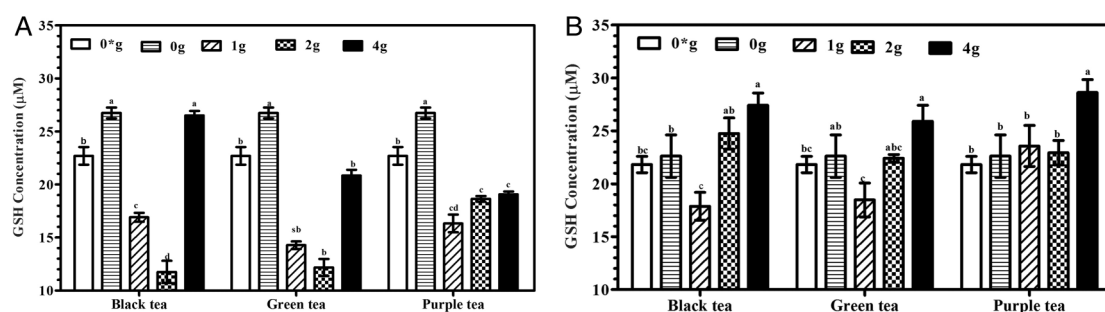 A
GSH Concentration (μM)
35
30
25
20
15
10
0*g 0g 1g 2g 4g
b a c d a
b a sb b b
b a cd c c
Black tea Green tea Purple tea
B
GSH Concentration (μM)
35
30
25
20
15
10
0*g 0g 1g 2g 4g
bc b c ab a
bc ab c abc a
b b b b a
Black tea Green tea Purple tea